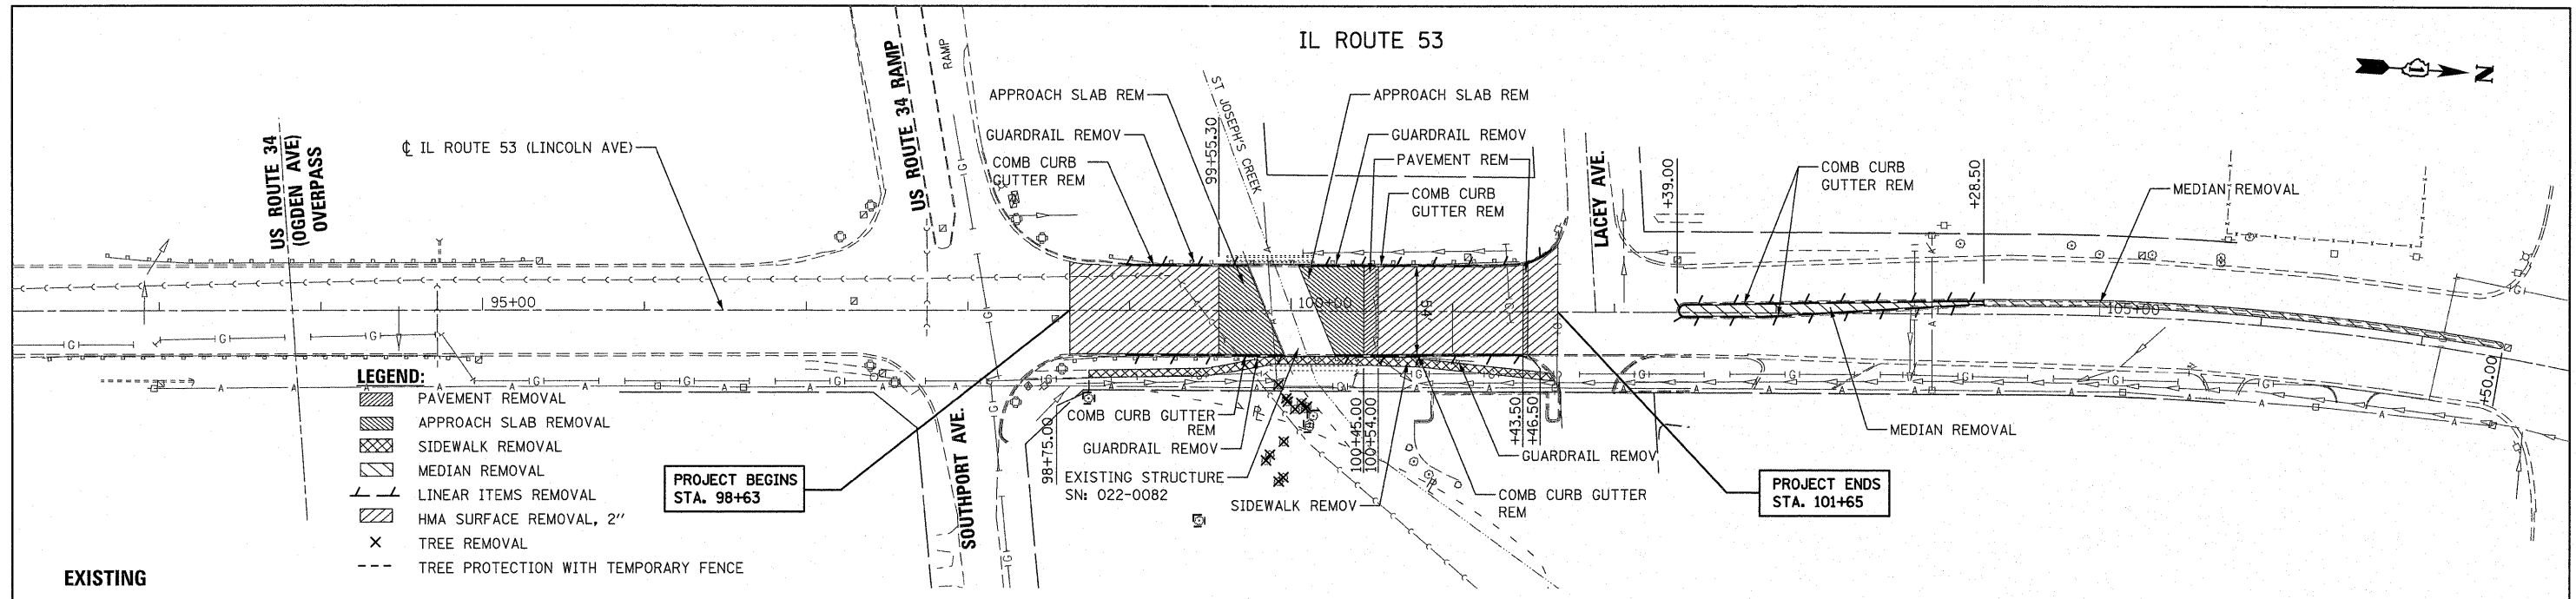 IL ROUTE 53
N
US ROUTE 34
(OGDEN AVE)
OVERPASS
℄ IL ROUTE 53 (LINCOLN AVE)
US ROUTE 34 RAMP
RAMP
APPROACH SLAB REM
GUARDRAIL REMOV
COMB CURB
GUTTER REM
99+55.30
ST JOSEPH'S CREEK
APPROACH SLAB REM
GUARDRAIL REMOV
PAVEMENT REM
COMB CURB
GUTTER REM
LACEY AVE.
+39.00
COMB CURB
GUTTER REM
+28.50
MEDIAN REMOVAL
95+00
100+00
105+00
54'
LEGEND:
PAVEMENT REMOVAL
APPROACH SLAB REMOVAL
SIDEWALK REMOVAL
MEDIAN REMOVAL
LINEAR ITEMS REMOVAL
HMA SURFACE REMOVAL, 2"
TREE REMOVAL
TREE PROTECTION WITH TEMPORARY FENCE
PROJECT BEGINS
STA. 98+63
SOUTHPORT AVE.
98+75.00
COMB CURB GUTTER
REM
GUARDRAIL REMOV
EXISTING STRUCTURE
SN: 022-0082
SIDEWALK REMOV
100+45.00
100+54.00
+43.50
+46.50
GUARDRAIL REMOV
COMB CURB GUTTER
REM
PROJECT ENDS
STA. 101+65
MEDIAN REMOVAL
+50.00
EXISTING